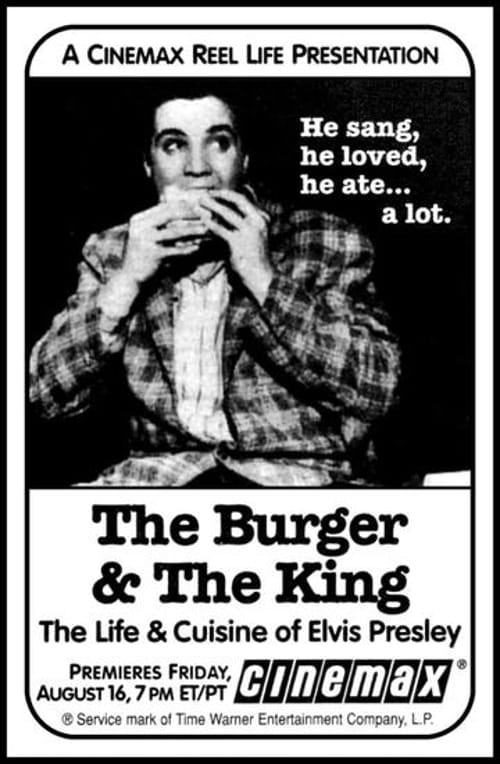 A CINEMAX REEL LIFE PRESENTATION
He sang,
he loved,
he ate...
a lot.
The Burger
& The King
The Life & Cuisine of Elvis Presley
PREMIERES FRIDAY,
AUGUST 16, 7 PM ET/PT
CINEMAX®
® Service mark of Time Warner Entertainment Company, L.P.